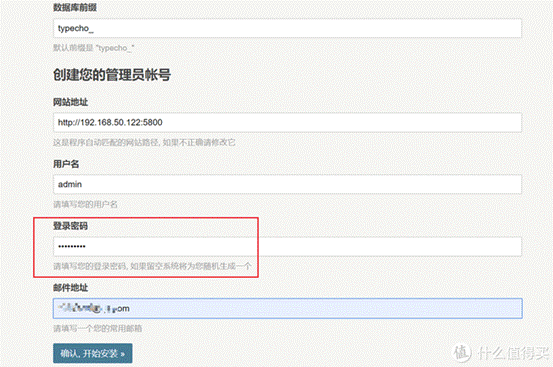 数据库前缀
typecho_
默认前缀是 "typecho_"
创建您的管理员帐号
网站地址
http://192.168.50.122:5800
这是程序自动匹配的网站路径, 如果不正确请修改它
用户名
admin
请填写您的用户名
登录密码
•••••••••
请填写您的登录密码, 如果留空系统将为您随机生成一个
邮件地址
om
请填写一个您的常用邮箱
确认, 开始安装 »
值 什么值得买